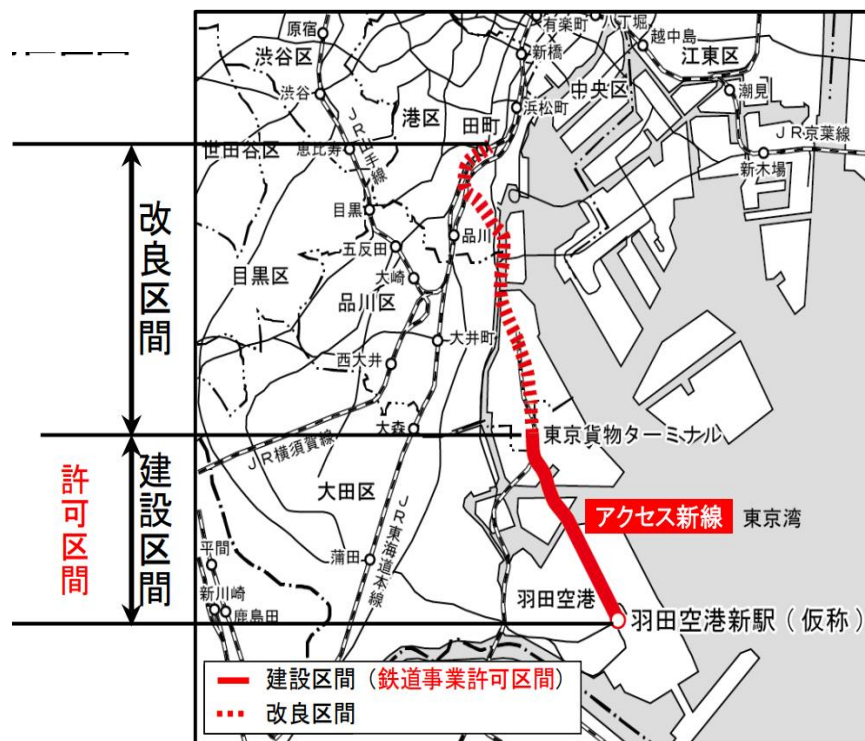 有楽町
八丁堀
原宿
越中島
渋谷区
新橋
江東区
中央区
渋谷
潮見
港区
浜松町
田町
JR京葉線
世田谷区
恵比寿
JR山手線
新木場
改良区間
目黒
品川
五反田
目黒区
大崎
品川区
大井町
西大井
大森
東京貨物ターミナル
JR横須賀線
許可区間
建設区間
大田区
アクセス新線
東京湾
JR東海道本線
平間
蒲田
羽田空港
新川崎
鹿島田
羽田空港新駅(仮称)
建設区間(鉄道事業許可区間)
改良区間